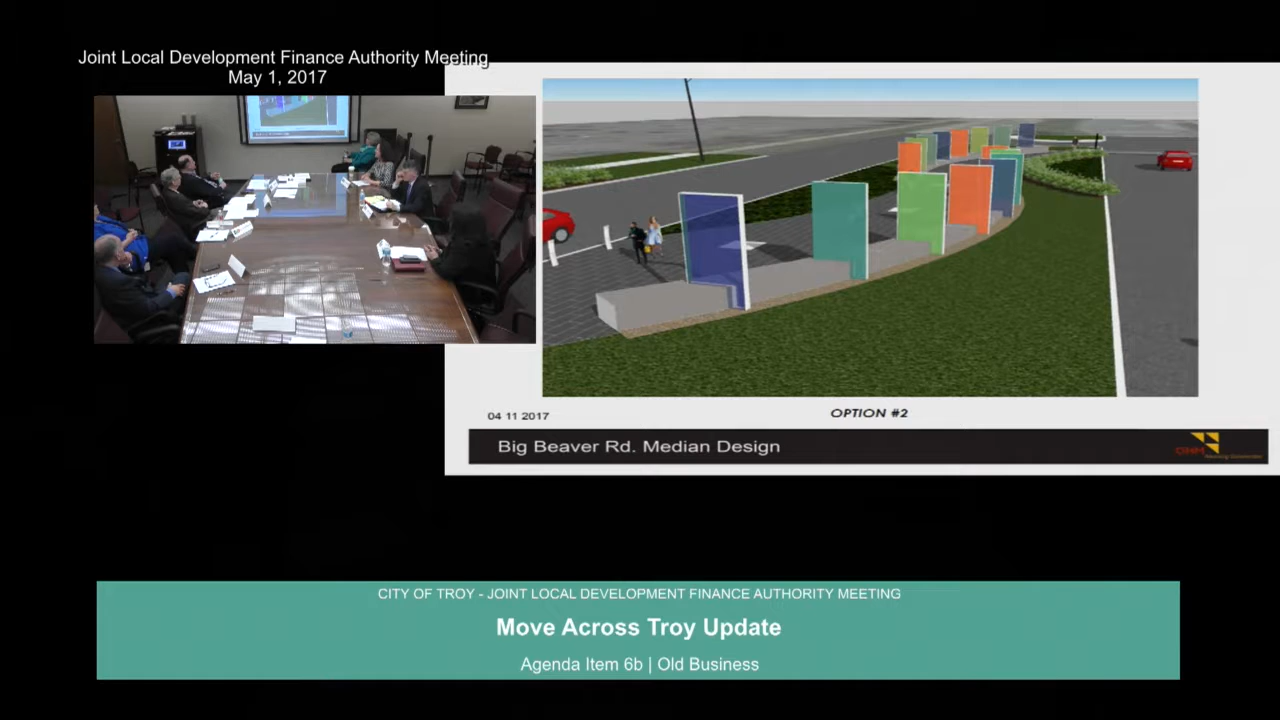 Joint Local Development Finance Authority Meeting
May 1, 2017
04 11 2017
OPTION #2
Big Beaver Rd. Median Design
CITY OF TROY - JOINT LOCAL DEVELOPMENT FINANCE AUTHORITY MEETING
Move Across Troy Update
Agenda Item 6b | Old Business